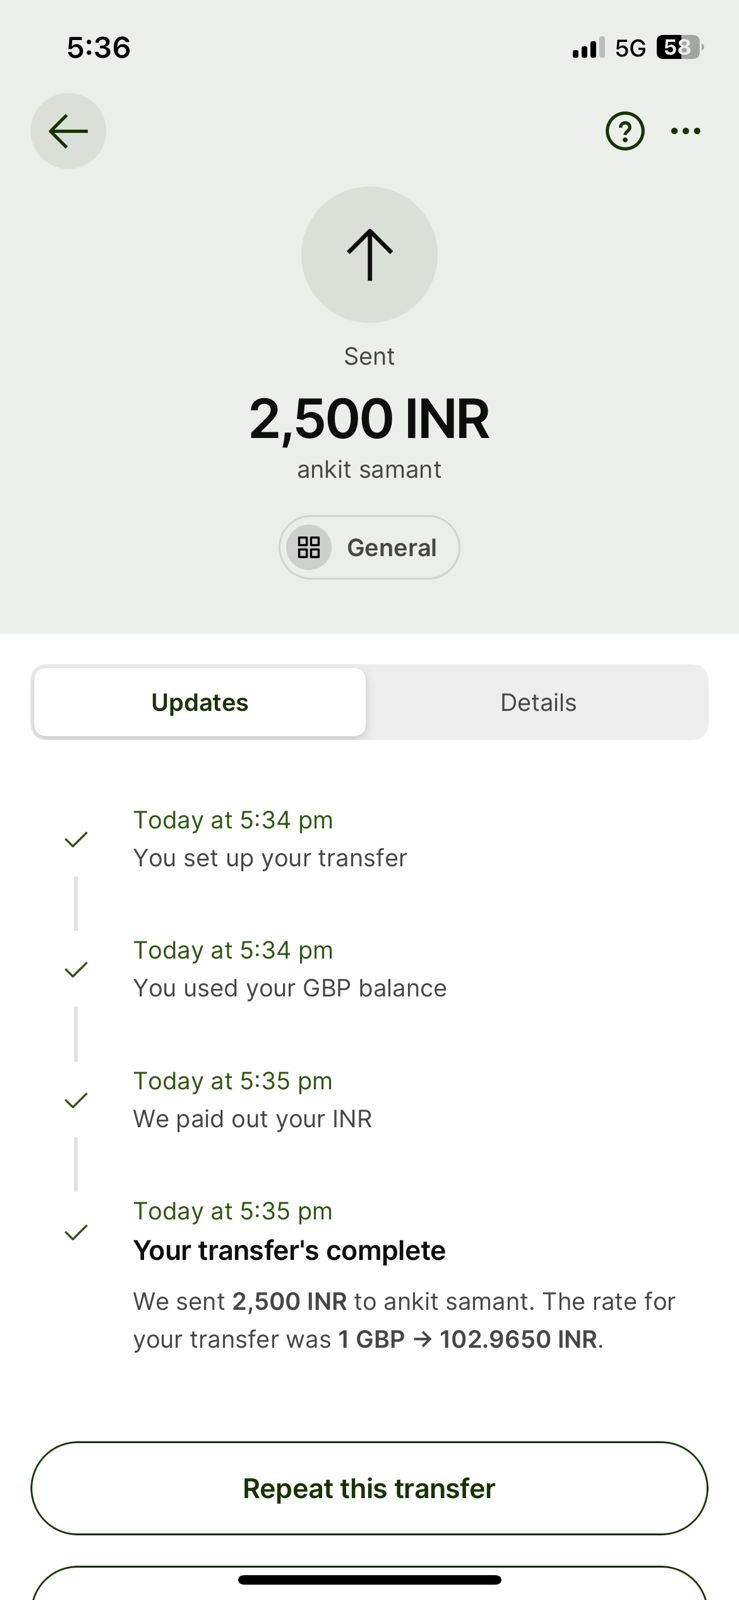 5:36
5G 58
Sent
2,500 INR
ankit samant
General
Updates
Details
Today at 5:34 pm
You set up your transfer
Today at 5:34 pm
You used your GBP balance
Today at 5:35 pm
We paid out your INR
Today at 5:35 pm
Your transfer's complete
We sent 2,500 INR to ankit samant. The rate for
your transfer was 1 GBP → 102.9650 INR.
Repeat this transfer